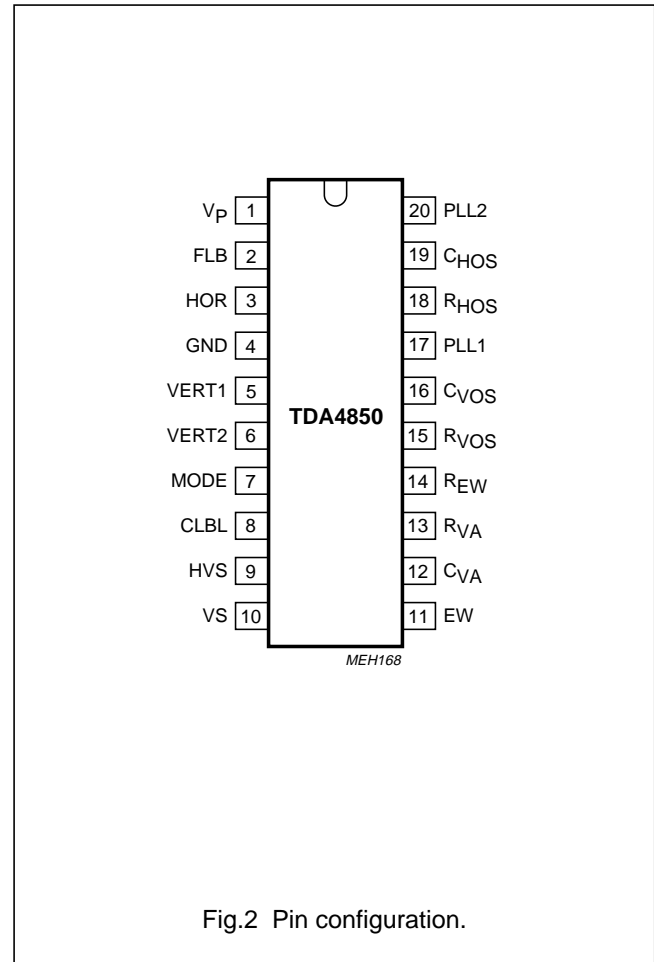 VP 1 20 PLL2
FLB 2 19 CHOS
HOR 3 18 RHOS
GND 4 17 PLL1
VERT1 5 16 CVOS
TDA4850
VERT2 6 15 RVOS
MODE 7 14 REW
CLBL 8 13 RVA
HVS 9 12 CVA
VS 10 11 EW
MEH168
Fig.2 Pin configuration.